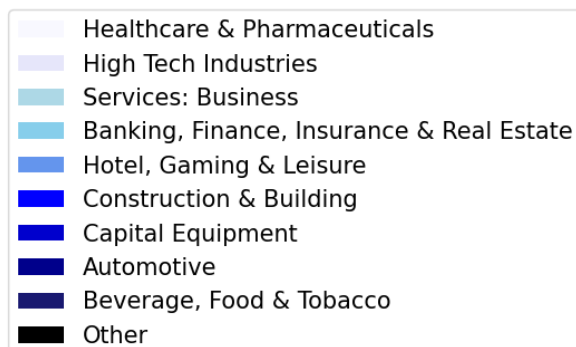 Healthcare & Pharmaceuticals
High Tech Industries
Services: Business
Banking, Finance, Insurance & Real Estate
Hotel, Gaming & Leisure
Construction & Building
Capital Equipment
Automotive
Beverage, Food & Tobacco
Other